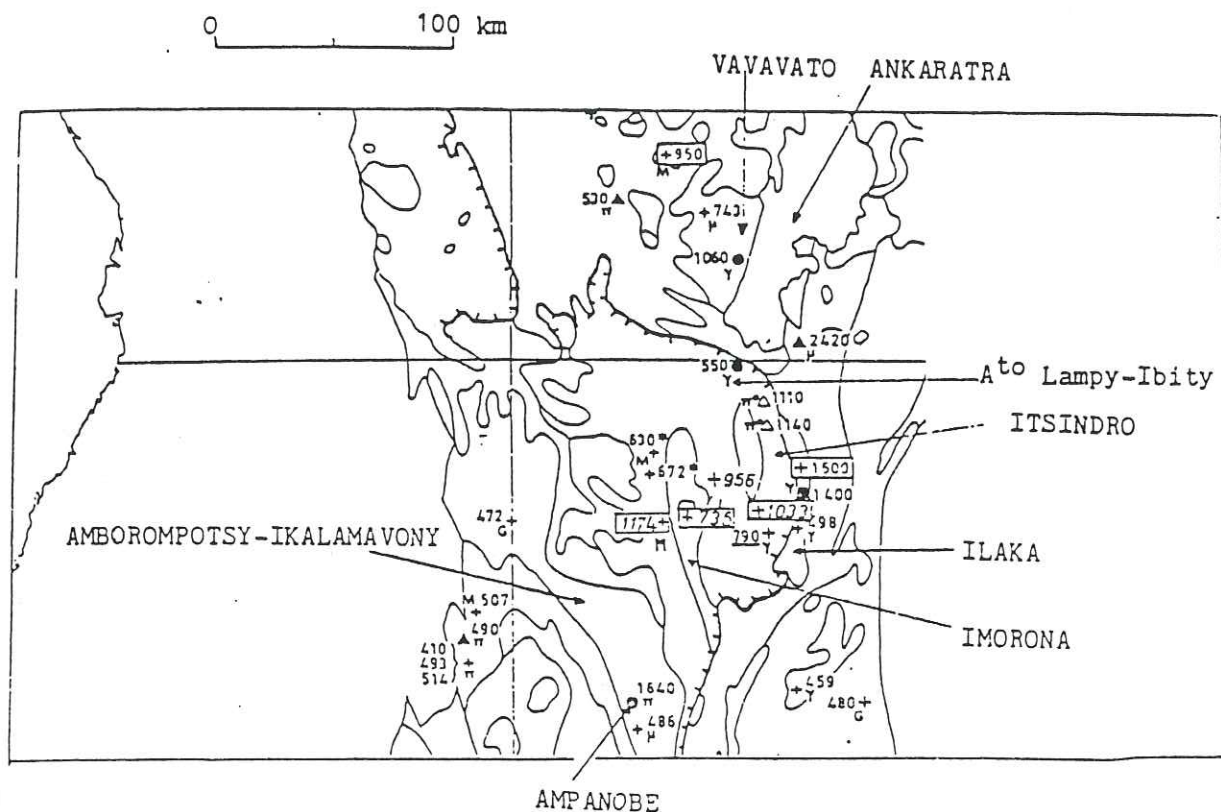 0 100 km
VAVAVATO ANKARATRA
+950
M
530
π
+743
μ
1060
γ
2420
μ
550
γ
A^to Lampy-Ibity
π 1110
π 1140
ITSINDRO
630*
M
672*
+956
+1500
γ
1400
1174+
M
+735
+1033
498
γ
790+
γ
472+
G
AMBOROMPOTSY-IKALAMAVONY
ILAKA
M 507
+
490
π
410
493
514
+
π
IMORONA
1640
π
+486
μ
+459
γ
480+
G
AMPANOBE